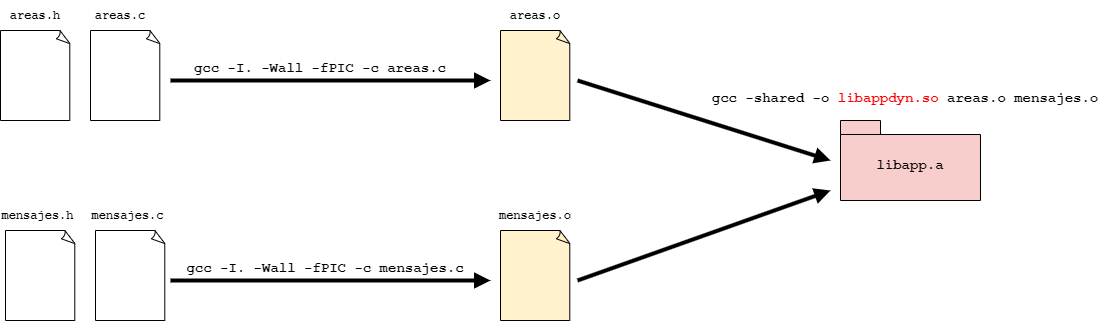 areas.h
areas.c
areas.o
gcc -I. -Wall -fPIC -c areas.c
gcc -shared -o libappdyn.so areas.o mensajes.o
libapp.a
mensajes.h
mensajes.c
mensajes.o
gcc -I. -Wall -fPIC -c mensajes.c